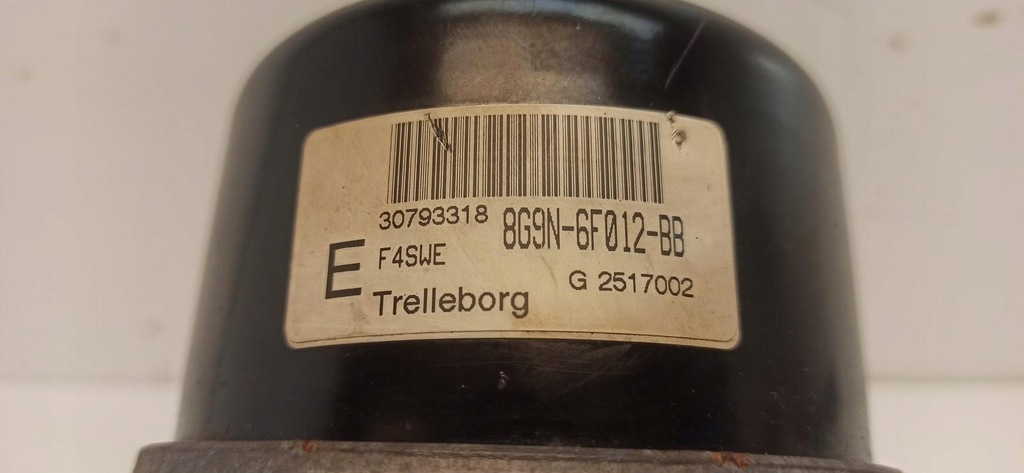 30793318 8G9N-6F012-BB
E F4SWE
G 2517002
Trelleborg